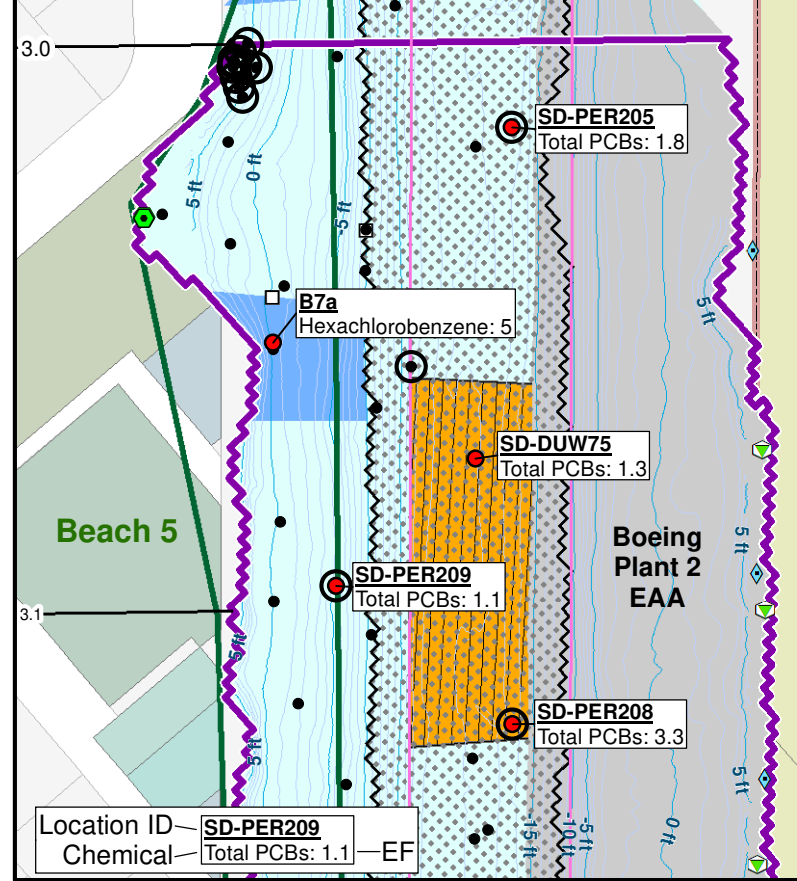 3.0
SD-PER205
Total PCBs: 1.8
5 ft
0 ft
-5 ft
B7a
Hexachlorobenzene: 5
5 ft
SD-DUW75
Total PCBs: 1.3
Beach 5
Boeing
Plant 2
EAA
5 ft
SD-PER209
Total PCBs: 1.1
3.1
5 ft
SD-PER208
Total PCBs: 3.3
5 ft
5 ft
Location ID
SD-PER209
Chemical
Total PCBs: 1.1
EF
-15 ft
-10 ft
-5 ft
0 ft